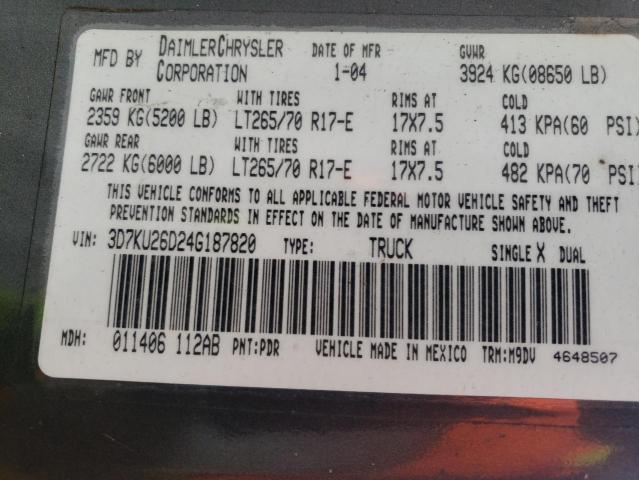 MFD BY DAIMLERCHRYSLER CORPORATION DATE OF MFR 1-04 GVWR 3924 KG(08650 LB)
GAWR FRONT WITH TIRES RIMS AT COLD
2359 KG(5200 LB) LT265/70 R17-E 17X7.5 413 KPA(60 PSI)
GAWR REAR WITH TIRES RIMS AT COLD
2722 KG(6000 LB) LT265/70 R17-E 17X7.5 482 KPA(70 PSI
THIS VEHICLE CONFORMS TO ALL APPLICABLE FEDERAL MOTOR VEHICLE SAFETY AND THEFT
PREVENTION STANDARDS IN EFFECT ON THE DATE OF MANUFACTURE SHOWN ABOVE.
VIN: 3D7KU26D24G187820 TYPE: TRUCK SINGLE X DUAL
MDH: 011406 112AB PNT:PDR VEHICLE MADE IN MEXICO TRM:M9DV 4648507